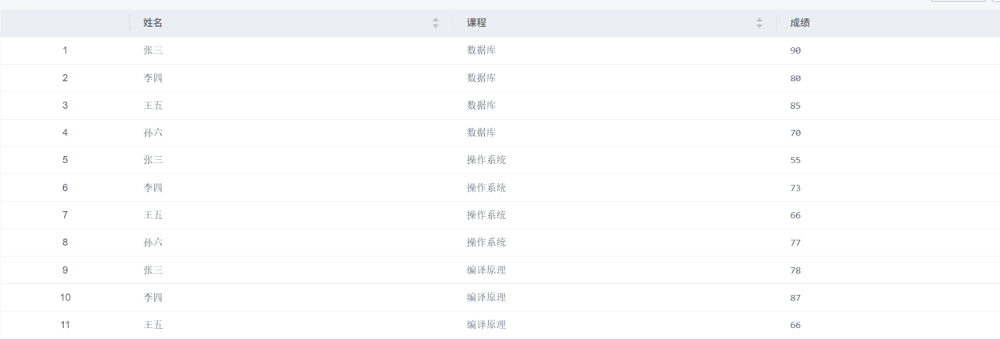 姓名 课程 成绩
1 张三 数据库 90
2 李四 数据库 80
3 王五 数据库 85
4 孙六 数据库 70
5 张三 操作系统 55
6 李四 操作系统 73
7 王五 操作系统 66
8 孙六 操作系统 77
9 张三 编译原理 78
10 李四 编译原理 87
11 王五 编译原理 66